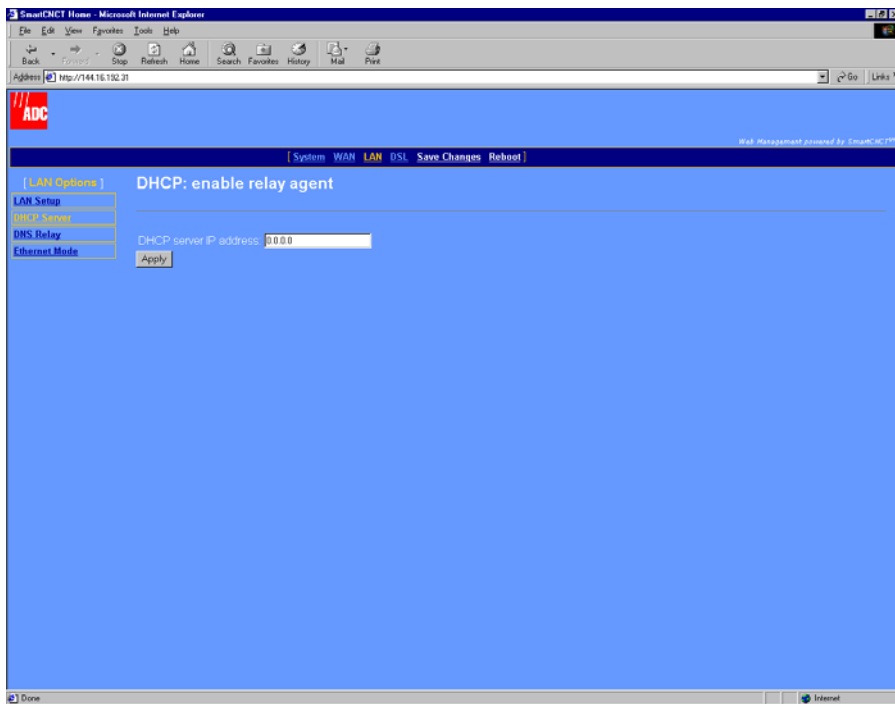 SmartCNCT Home - Microsoft Internet Explorer
File Edit View Favorites Tools Help
Back Forward Stop Refresh Home Search Favorites History Mail Print
Address http://144.16.192.31 Go Links
ADC
Web Management powered by SmartCNCT
[ System WAN LAN DSL Save Changes Reboot ]
[ LAN Options ]
LAN Setup
DHCP Server
DNS Relay
Ethernet Mode
DHCP: enable relay agent
DHCP server IP address: 0.0.0.0
Apply
Done Internet